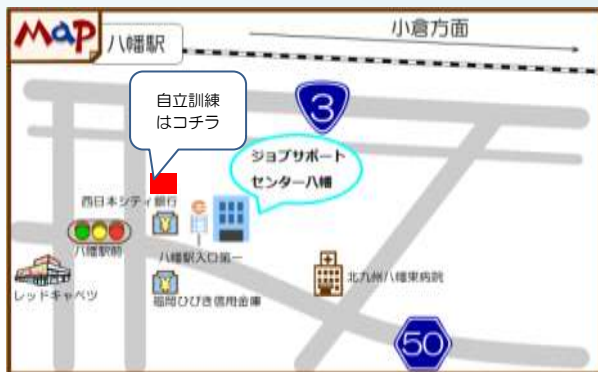 MaP
八幡駅
小倉方面
自立訓練
はコチラ
3
ジョブサポート
センター八幡
西日本シティ銀行
八幡駅前
八幡駅入口第一
レッドキャベツ
福岡ひびき信用金庫
北九州八幡東病院
50